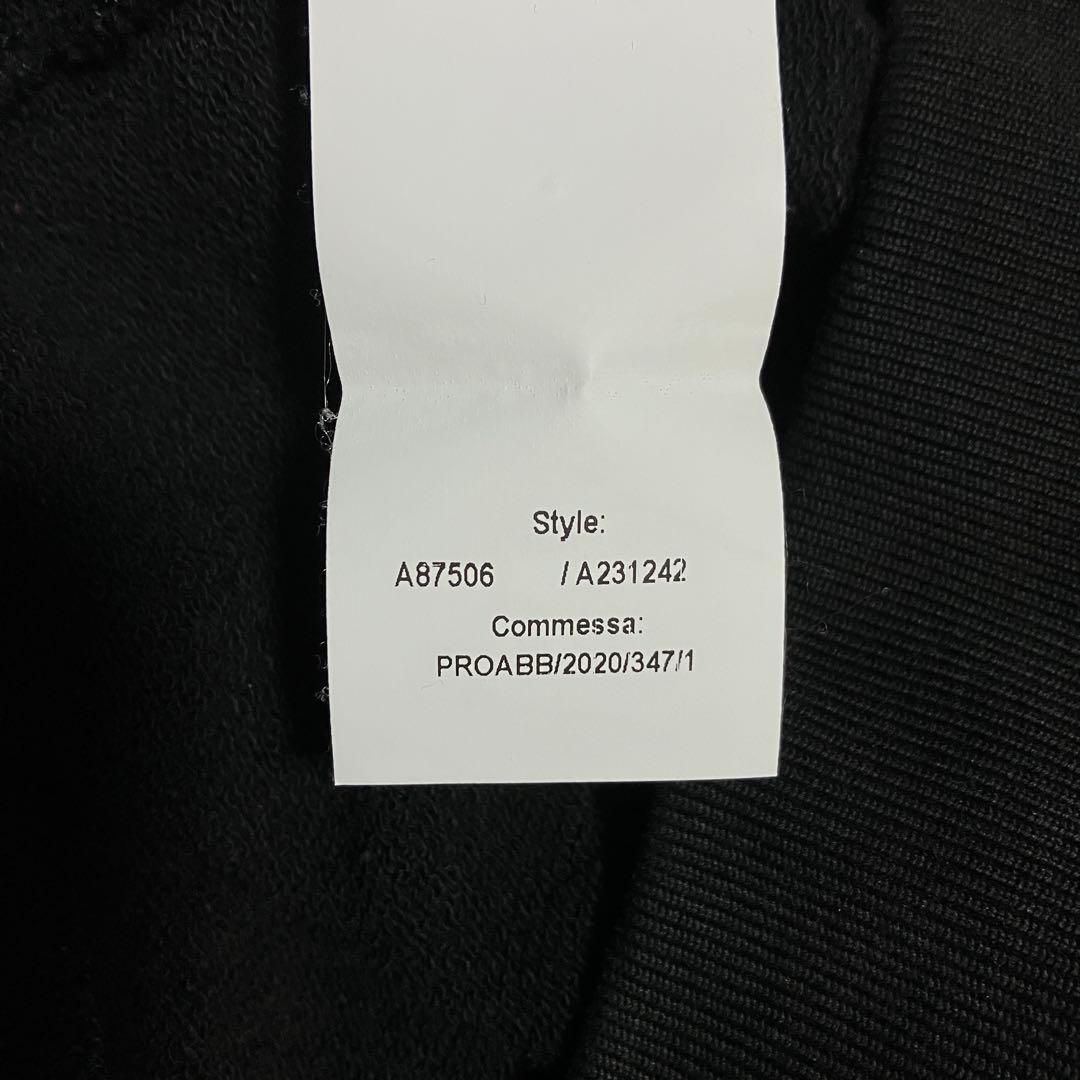 Style:
A87506 / A231242
Commessa:
PROABB/2020/347/1